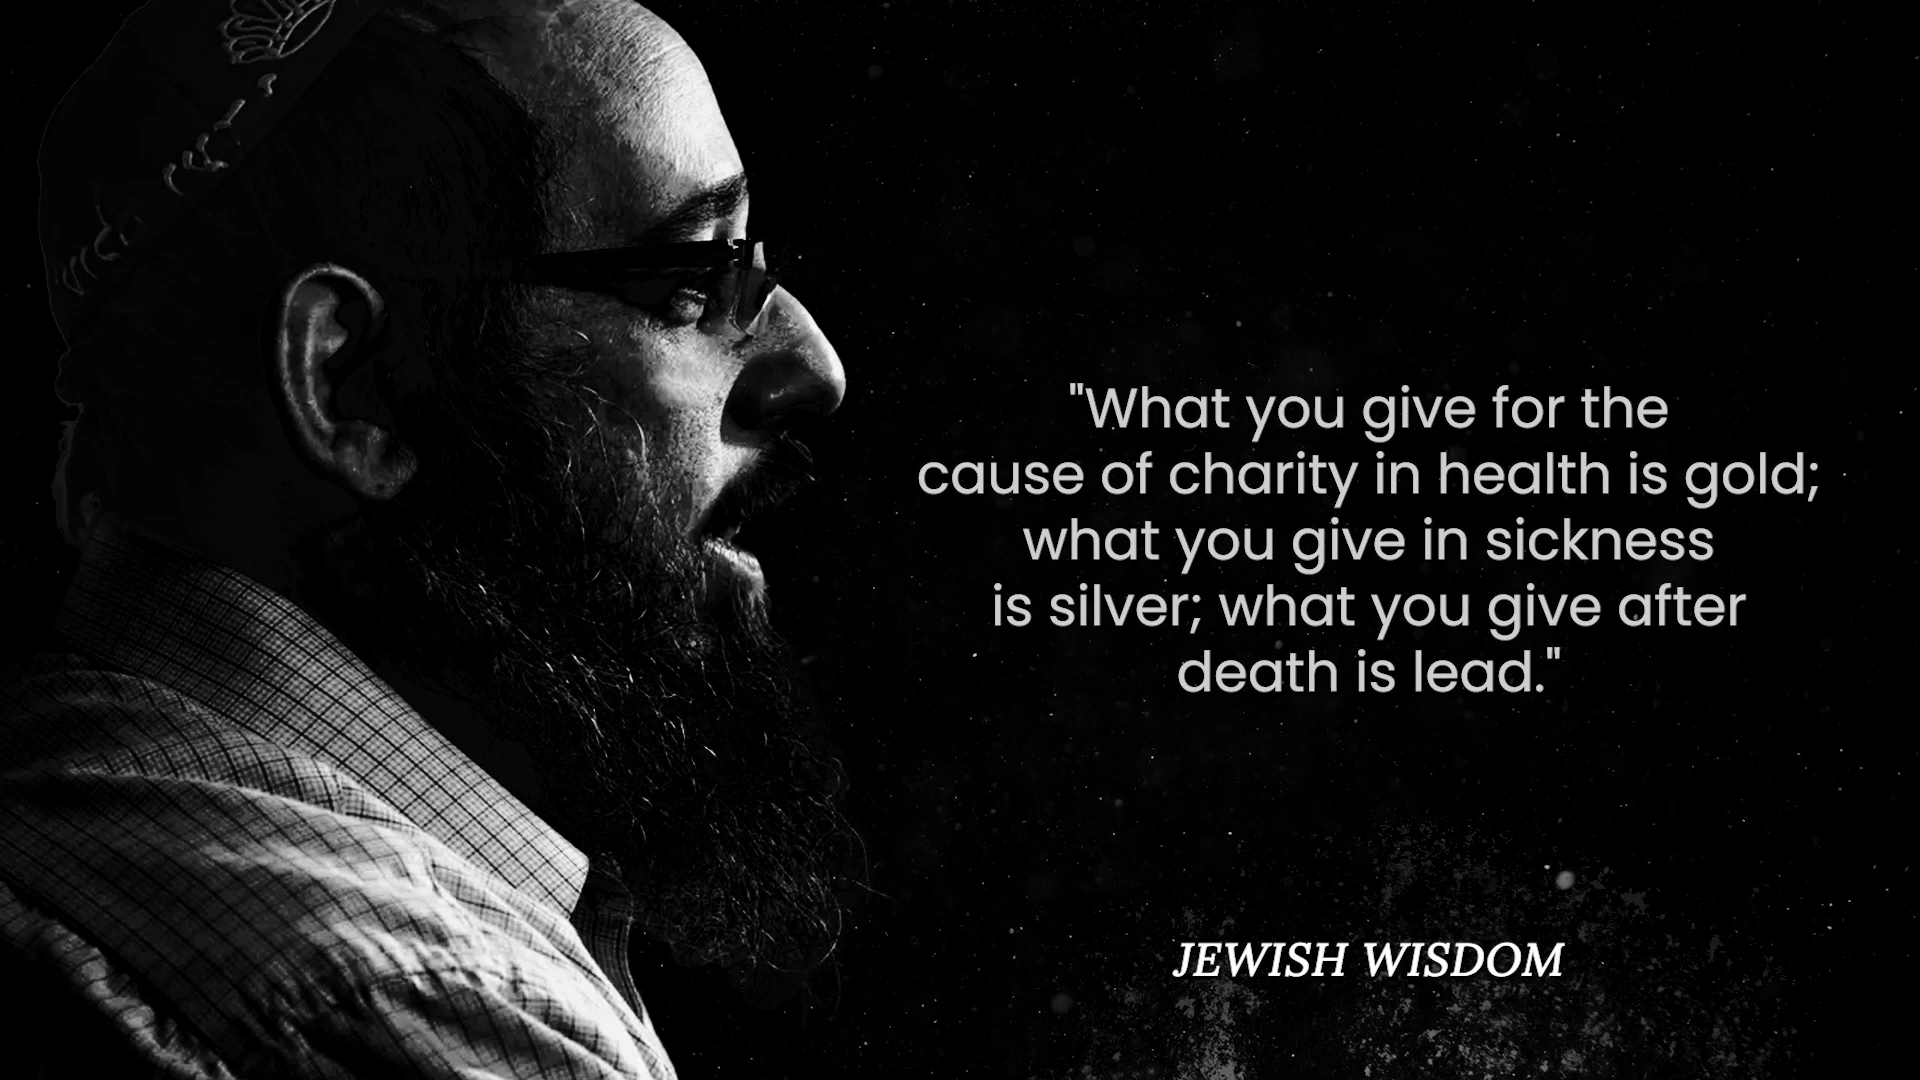 "What you give for the
cause of charity in health is gold;
what you give in sickness
is silver; what you give after
death is lead."
JEWISH WISDOM